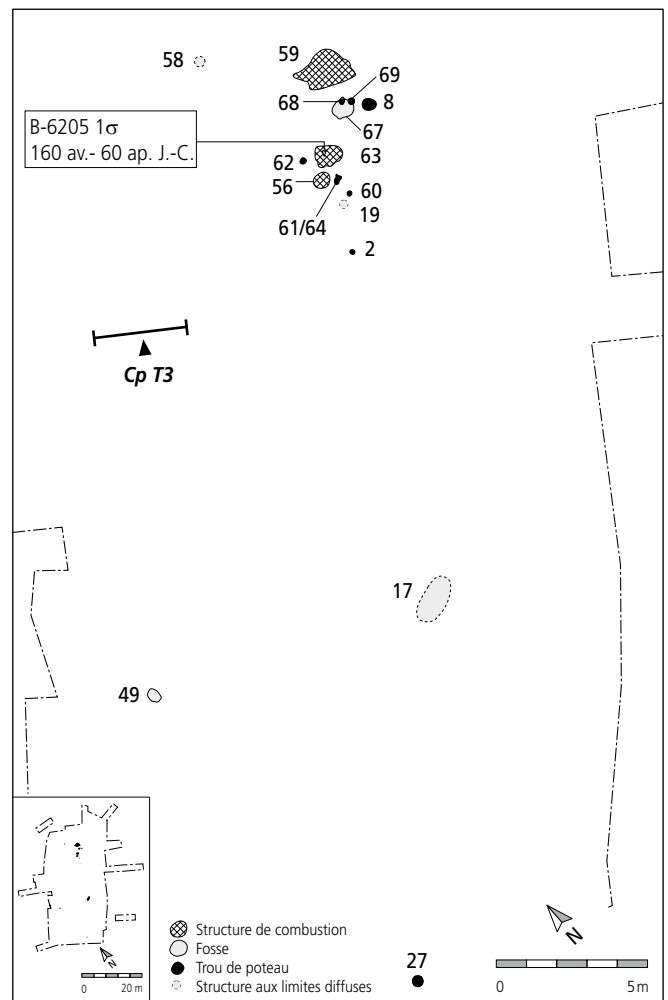 58
59
69
68
8
67
B-6205 1σ
160 av.- 60 ap. J.-C.
63
62
56
60
61/64
19
2
Cp T3
17
49
Structure de combustion
Fosse
Trou de poteau
Structure aux limites diffuses
27
N
0 5 m
N
0 20 m